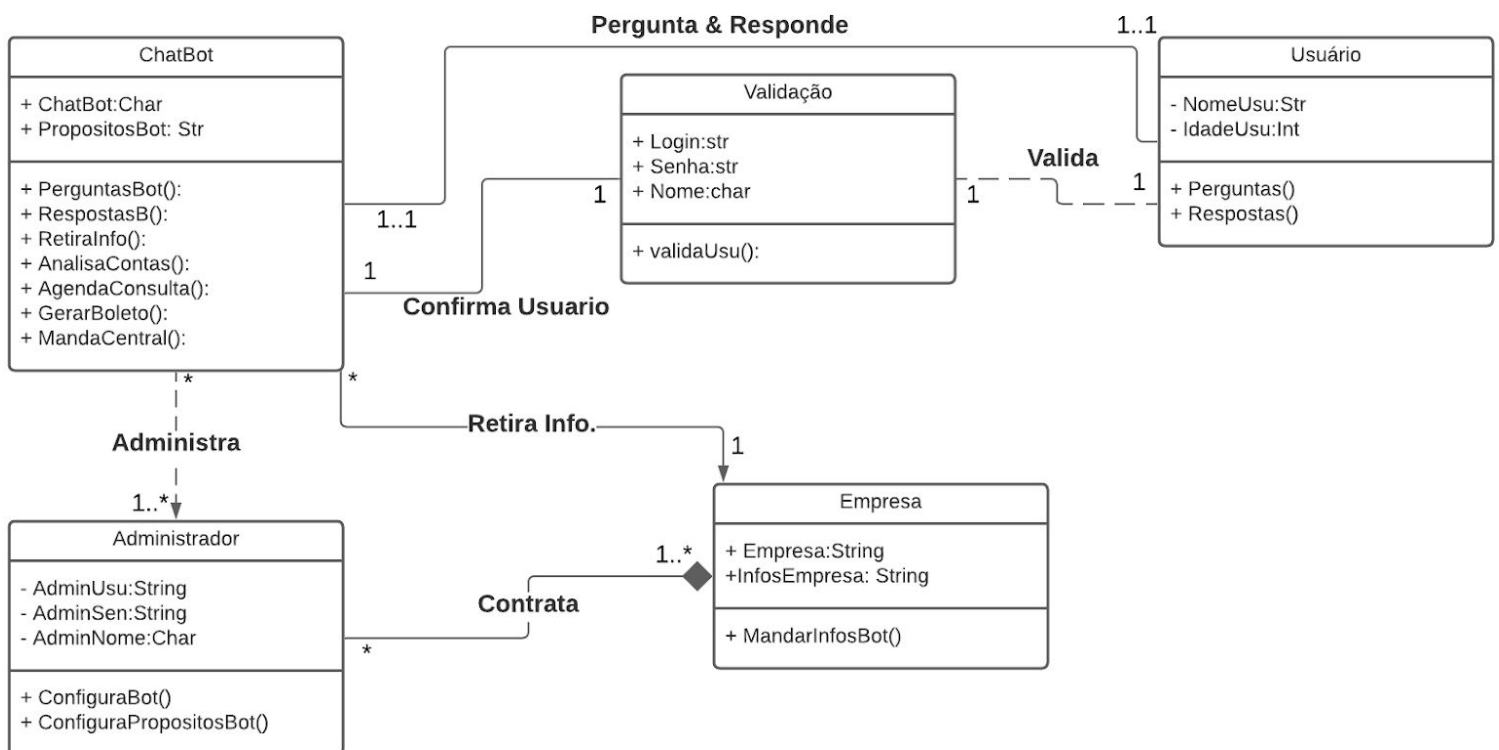 Pergunta & Responde
1..1
ChatBot
+ ChatBot:Char
+ PropositosBot: Str
+ PerguntasBot():
+ RespostasB():
+ RetiraInfo():
+ AnalisaContas():
+ AgendaConsulta():
+ GerarBoleto():
+ MandaCentral():
1..1
1
Confirma Usuario
1
Validação
+ Login:str
+ Senha:str
+ Nome:char
+ validaUsu():
1
Valida
1
Usuário
- NomeUsu:Str
- IdadeUsu:Int
+ Perguntas()
+ Respostas()
*
Administra
1..*
*
Retira Info.
1
Administrador
- AdminUsu:String
- AdminSen:String
- AdminNome:Char
+ ConfiguraBot()
+ ConfiguraPropositosBot()
*
Contrata
1..*
Empresa
+ Empresa:String
+InfosEmpresa: String
+ MandarInfosBot()